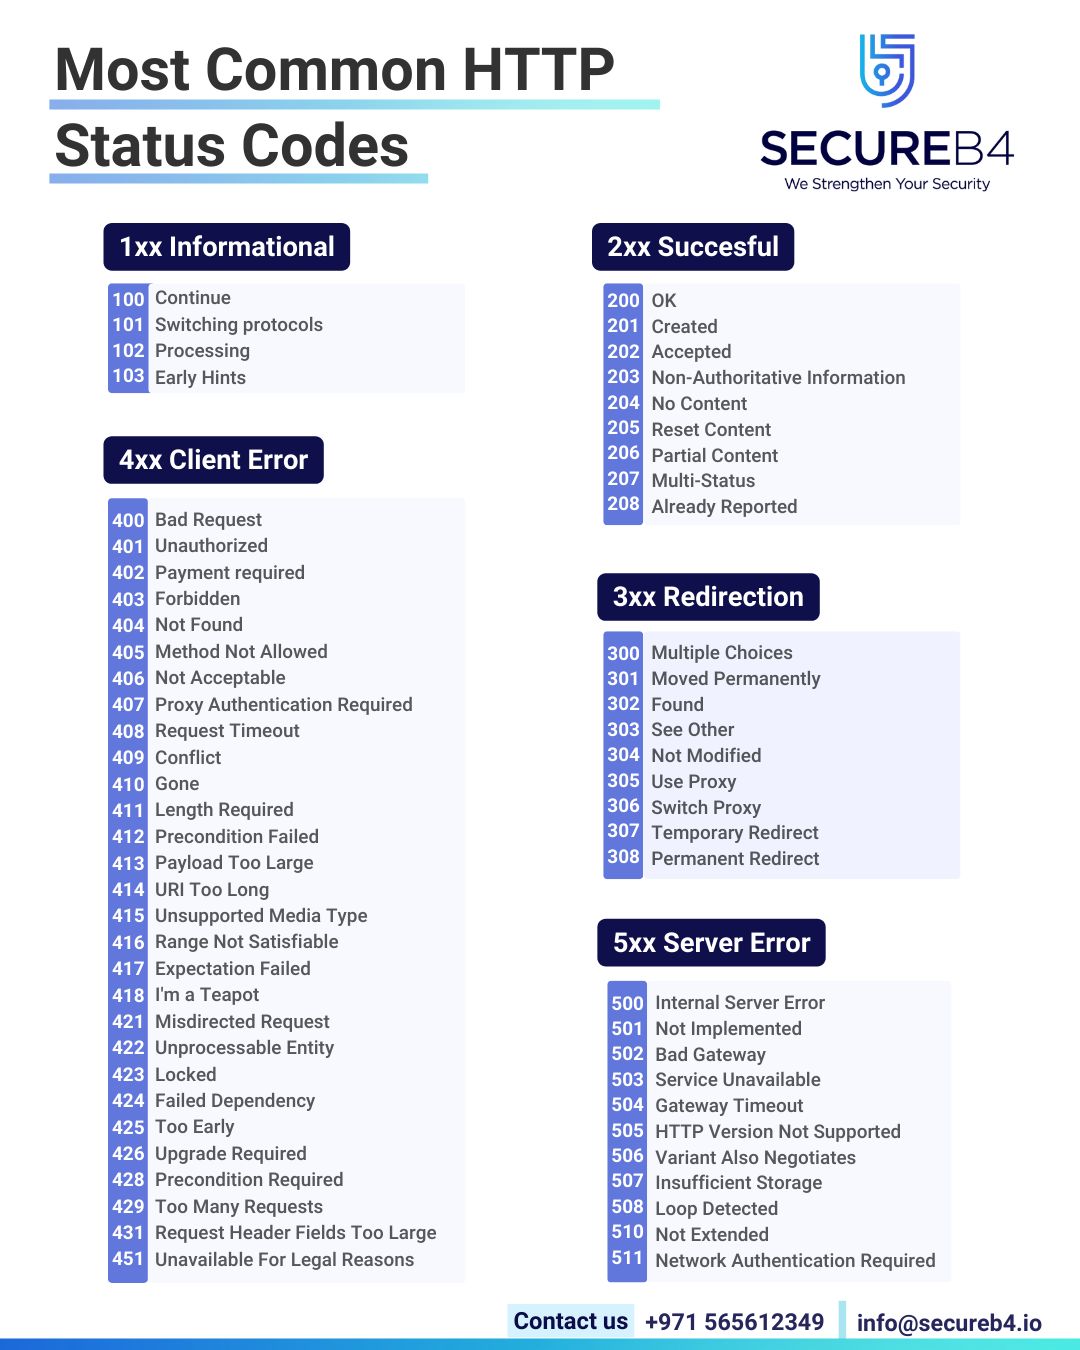 Most Common HTTP
Status Codes
SECUREB4
We Strengthen Your Security
1xx Informational
100 Continue
101 Switching protocols
102 Processing
103 Early Hints
4xx Client Error
400 Bad Request
401 Unauthorized
402 Payment required
403 Forbidden
404 Not Found
405 Method Not Allowed
406 Not Acceptable
407 Proxy Authentication Required
408 Request Timeout
409 Conflict
410 Gone
411 Length Required
412 Precondition Failed
413 Payload Too Large
414 URI Too Long
415 Unsupported Media Type
416 Range Not Satisfiable
417 Expectation Failed
418 I'm a Teapot
421 Misdirected Request
422 Unprocessable Entity
423 Locked
424 Failed Dependency
425 Too Early
426 Upgrade Required
428 Precondition Required
429 Too Many Requests
431 Request Header Fields Too Large
451 Unavailable For Legal Reasons
2xx Succesful
200 OK
201 Created
202 Accepted
203 Non-Authoritative Information
204 No Content
205 Reset Content
206 Partial Content
207 Multi-Status
208 Already Reported
3xx Redirection
300 Multiple Choices
301 Moved Permanently
302 Found
303 See Other
304 Not Modified
305 Use Proxy
306 Switch Proxy
307 Temporary Redirect
308 Permanent Redirect
5xx Server Error
500 Internal Server Error
501 Not Implemented
502 Bad Gateway
503 Service Unavailable
504 Gateway Timeout
505 HTTP Version Not Supported
506 Variant Also Negotiates
507 Insufficient Storage
508 Loop Detected
510 Not Extended
511 Network Authentication Required
Contact us +971 565612349 info@secureb4.io